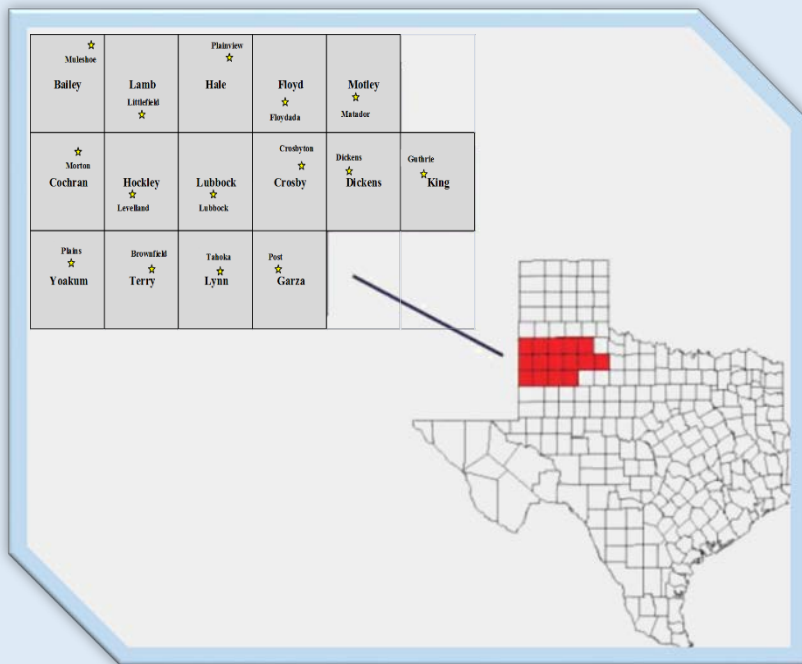 Muleshoe
Bailey
Lamb
Littlefield
Plainview
Hale
Floyd
Floydada
Motley
Matador
Morton
Cochran
Hockley
Levelland
Lubbock
Lubbock
Crosbyton
Crosby
Dickens
Dickens
Guthrie
King
Plains
Yoakum
Brownfield
Terry
Tahoka
Lynn
Post
Garza